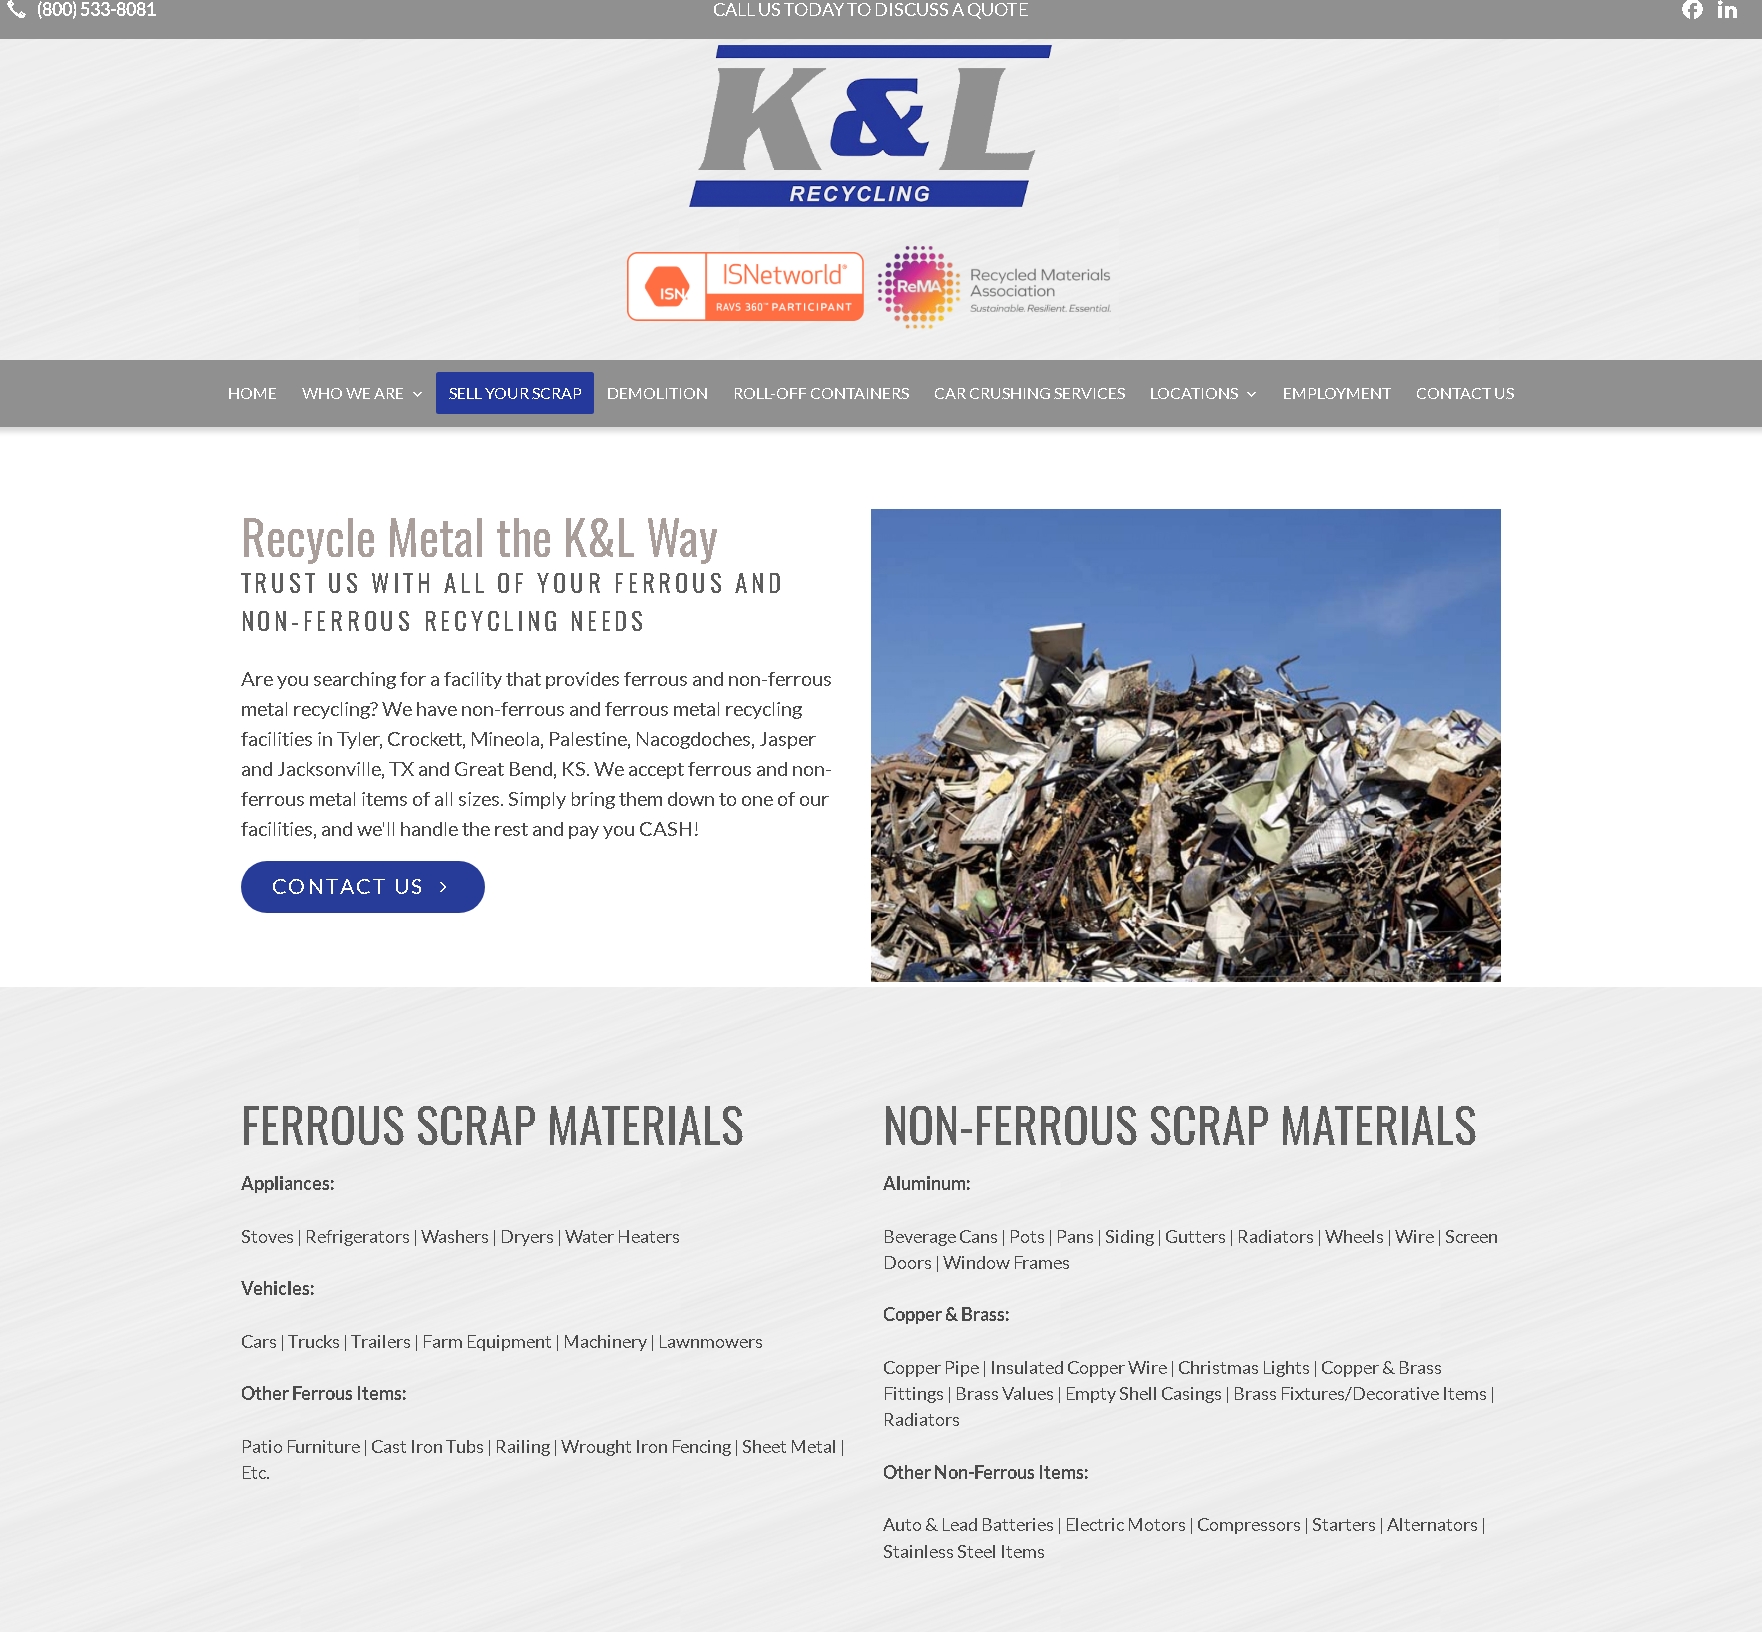 (800) 533-8081
CALL US TODAY TO DISCUSS A QUOTE
K&L
RECYCLING
ISN
ISNetworld®
RAVS 360™ PARTICIPANT
ReMA
Recycled Materials
Association
Sustainable. Resilient. Essential.
HOME WHO WE ARE SELL YOUR SCRAP DEMOLITION ROLL-OFF CONTAINERS CAR CRUSHING SERVICES LOCATIONS EMPLOYMENT CONTACT US
Recycle Metal the K&L Way
TRUST US WITH ALL OF YOUR FERROUS AND
NON-FERROUS RECYCLING NEEDS
Are you searching for a facility that provides ferrous and non-ferrous
metal recycling? We have non-ferrous and ferrous metal recycling
facilities in Tyler, Crockett, Mineola, Palestine, Nacogdoches, Jasper
and Jacksonville, TX and Great Bend, KS. We accept ferrous and non-
ferrous metal items of all sizes. Simply bring them down to one of our
facilities, and we'll handle the rest and pay you CASH!
CONTACT US
FERROUS SCRAP MATERIALS
Appliances:
Stoves | Refrigerators | Washers | Dryers | Water Heaters
Vehicles:
Cars | Trucks | Trailers | Farm Equipment | Machinery | Lawnmowers
Other Ferrous Items:
Patio Furniture | Cast Iron Tubs | Railing | Wrought Iron Fencing | Sheet Metal |
Etc.
NON-FERROUS SCRAP MATERIALS
Aluminum:
Beverage Cans | Pots | Pans | Siding | Gutters | Radiators | Wheels | Wire | Screen
Doors | Window Frames
Copper & Brass:
Copper Pipe | Insulated Copper Wire | Christmas Lights | Copper & Brass
Fittings | Brass Values | Empty Shell Casings | Brass Fixtures/Decorative Items |
Radiators
Other Non-Ferrous Items:
Auto & Lead Batteries | Electric Motors | Compressors | Starters | Alternators |
Stainless Steel Items